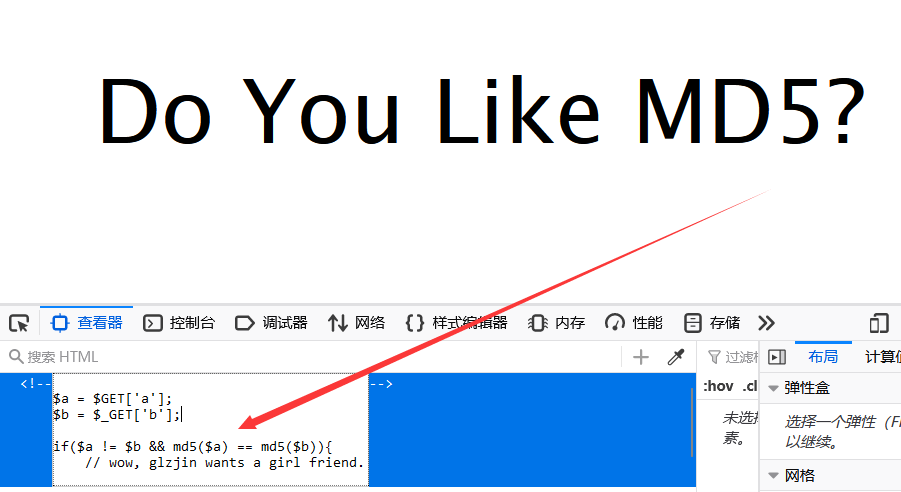 Do You Like MD5?
查看器 控制台 调试器 网络 样式编辑器 内存 性能 存储
搜索 HTML
过滤
布局 计算值
:hov .cl
<!--
-->
$a = $GET['a'];
$b = $_GET['b'];
if($a != $b && md5($a) == md5($b)){
// wow, glzjin wants a girl friend.
弹性盒
未选择
素。
选择一个弹性（Fl
以继续。
网格